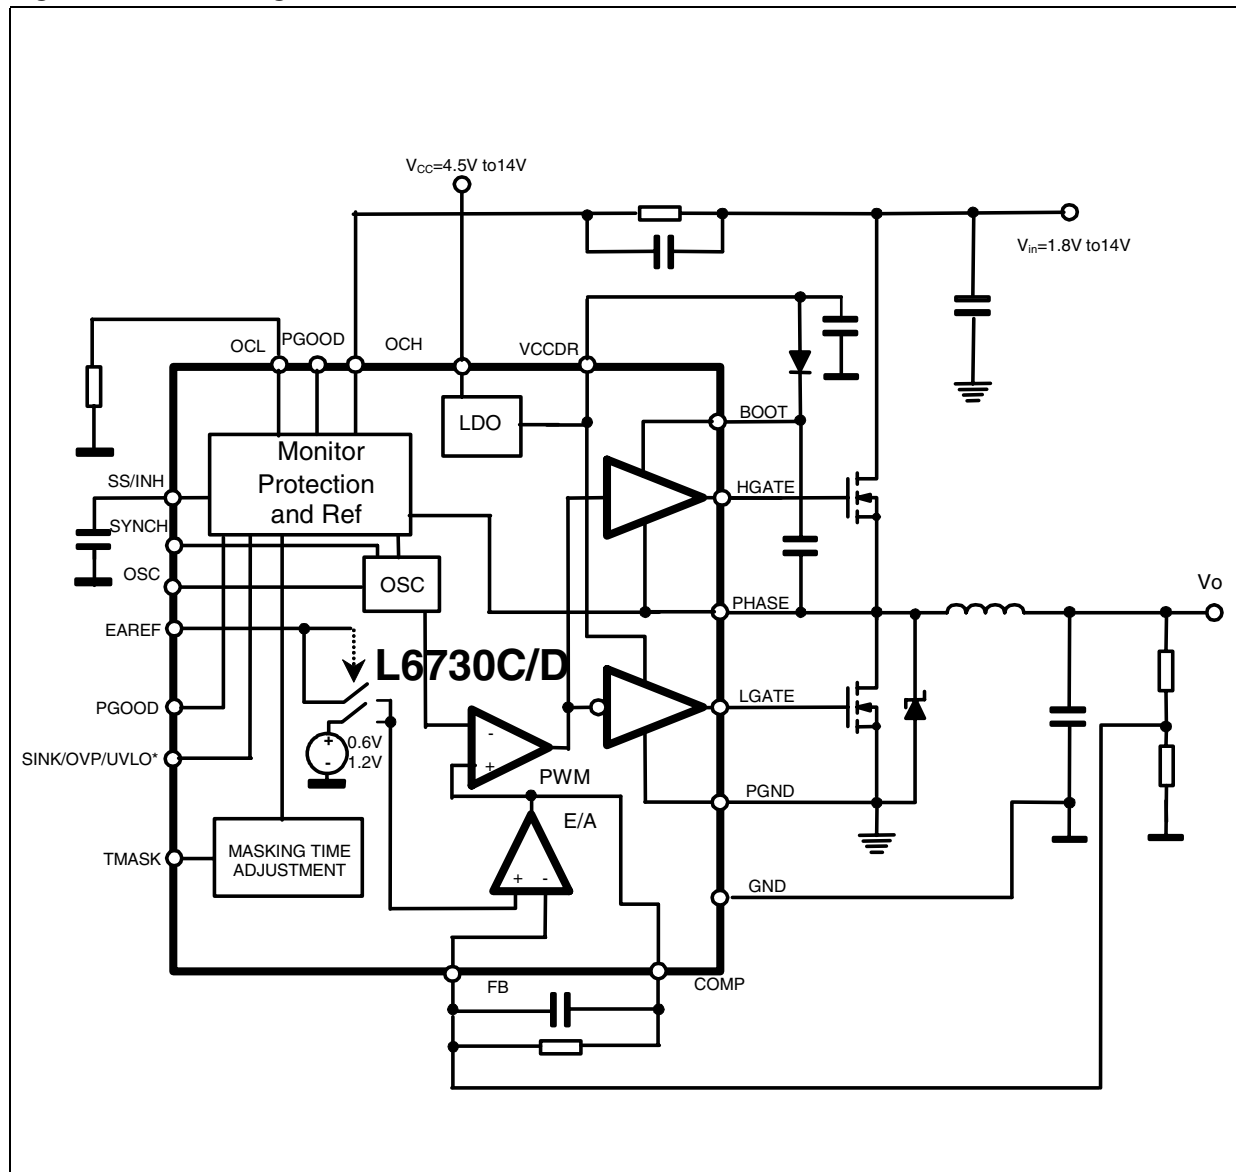 V_CC=4.5V to14V
V_in=1.8V to14V
OCL
PGOOD
OCH
VCCDR
LDO
BOOT
Monitor
Protection
and Ref
SS/INH
HGATE
SYNCH
OSC
OSC
Vo
PHASE
EAREF
L6730C/D
LGATE
PGOOD
-
+
+
-
0.6V
1.2V
SINK/OVP/UVLO*
PWM
PGND
E/A
MASKING TIME
ADJUSTMENT
TMASK
+ -
GND
FB
COMP